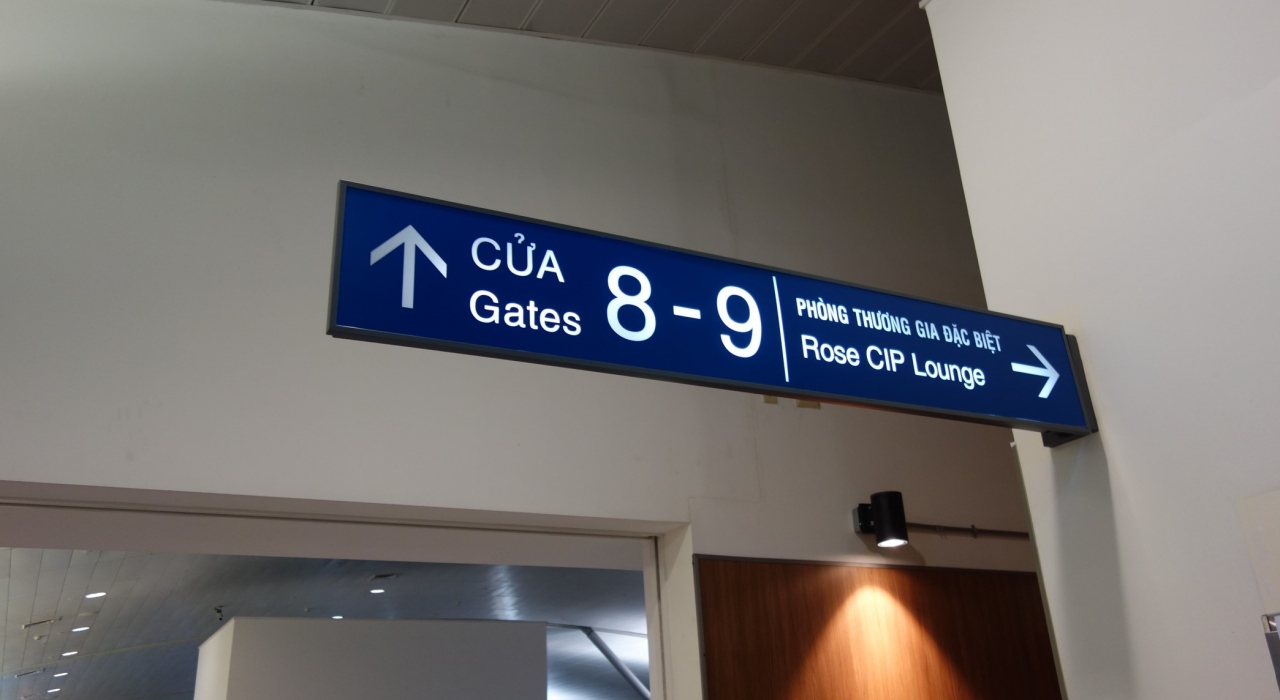 CỬA
Gates
8 - 9
PHÒNG THƯƠNG GIA ĐẶC BIỆT
Rose CIP Lounge